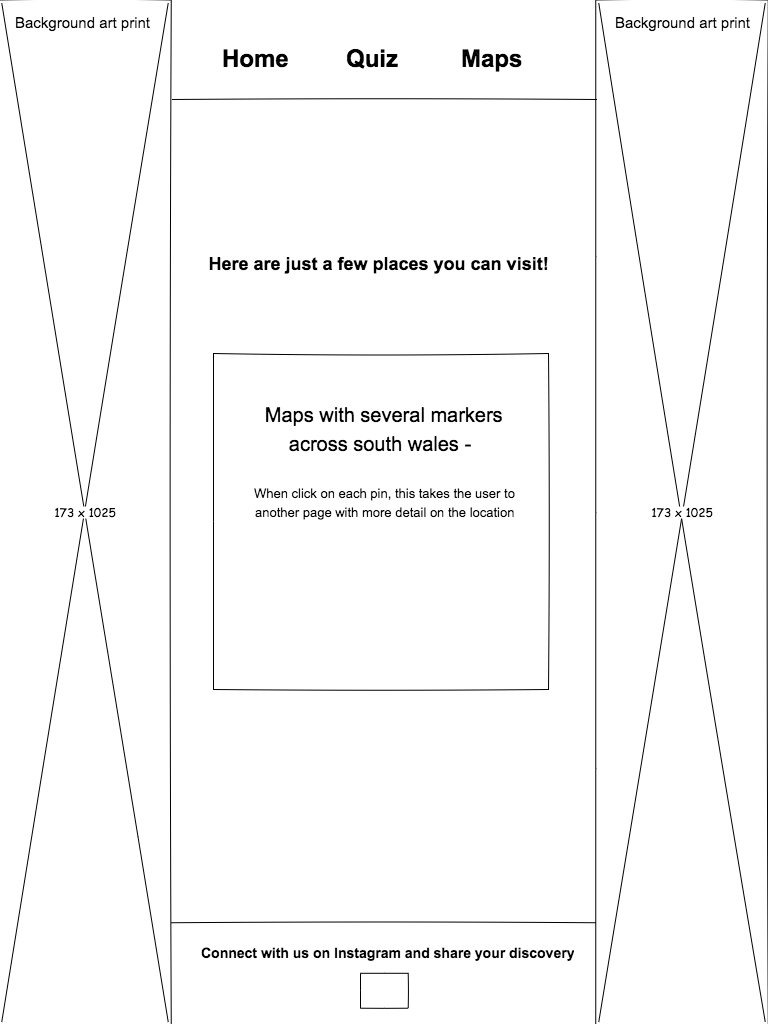 Background art print
Background art print
Home Quiz Maps
Here are just a few places you can visit!
Maps with several markers
across south wales -
When click on each pin, this takes the user to
another page with more detail on the location
173 x 1025
173 x 1025
Connect with us on Instagram and share your discovery